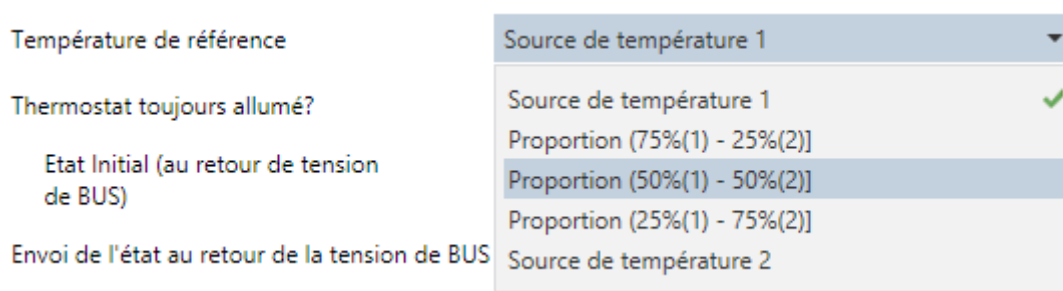 Température de référence
Source de température 1
Thermostat toujours allumé?
Source de température 1
Proportion (75%(1) - 25%(2)]
Etat Initial (au retour de tension
de BUS)
Proportion (50%(1) - 50%(2)]
Proportion (25%(1) - 75%(2)]
Envoi de l'état au retour de la tension de BUS
Source de température 2